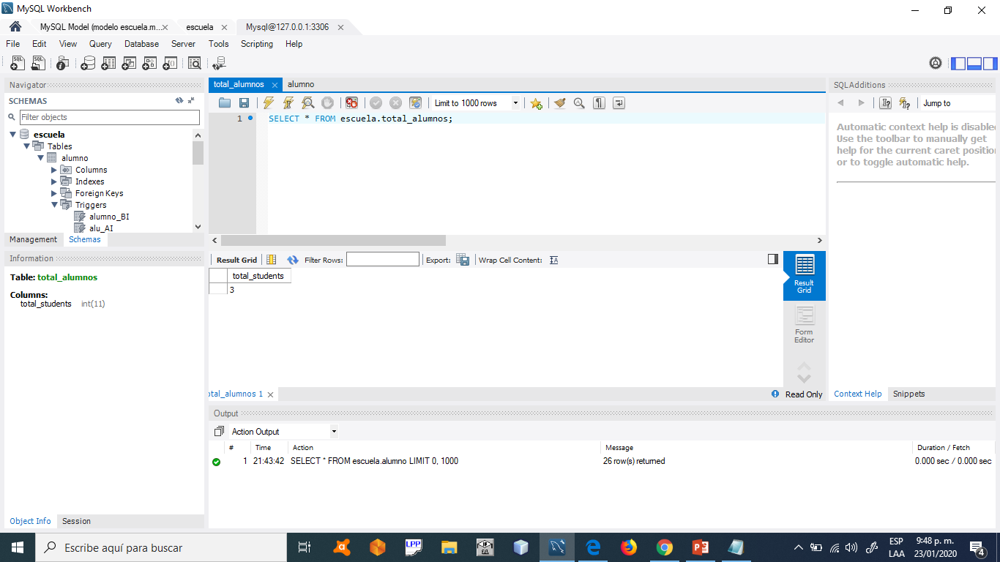 MySQL Workbench
MySQL Model (modelo escuela.m...
escuela
Mysql@127.0.0.1:3306
File Edit View Query Database Server Tools Scripting Help
Navigator
SCHEMAS
Filter objects
escuela
Tables
alumno
Columns
Indexes
Foreign Keys
Triggers
alumno_BI
alu_AI
Management Schemas
Information
Table: total_alumnos
Columns:
total_students int(11)
Object Info Session
total_alumnos alumno
Limit to 1000 rows
1 SELECT * FROM escuela.total_alumnos;
Result Grid Filter Rows: Export: Wrap Cell Content:
total_students
3
Result
Grid
Form
Editor
otal_alumnos 1
Read Only
SQLAdditions
Jump to
Automatic context help is disabled
Use the toolbar to manually get
help for the current caret position
or to toggle automatic help.
Context Help Snippets
Output
Action Output
# Time Action Message Duration / Fetch
1 21:43:42 SELECT * FROM escuela.alumno LIMIT 0, 1000 26 row(s) returned 0.000 sec / 0.000 sec
Escribe aquí para buscar
LPP
ESP
LAA
9:48 p. m.
23/01/2020
4